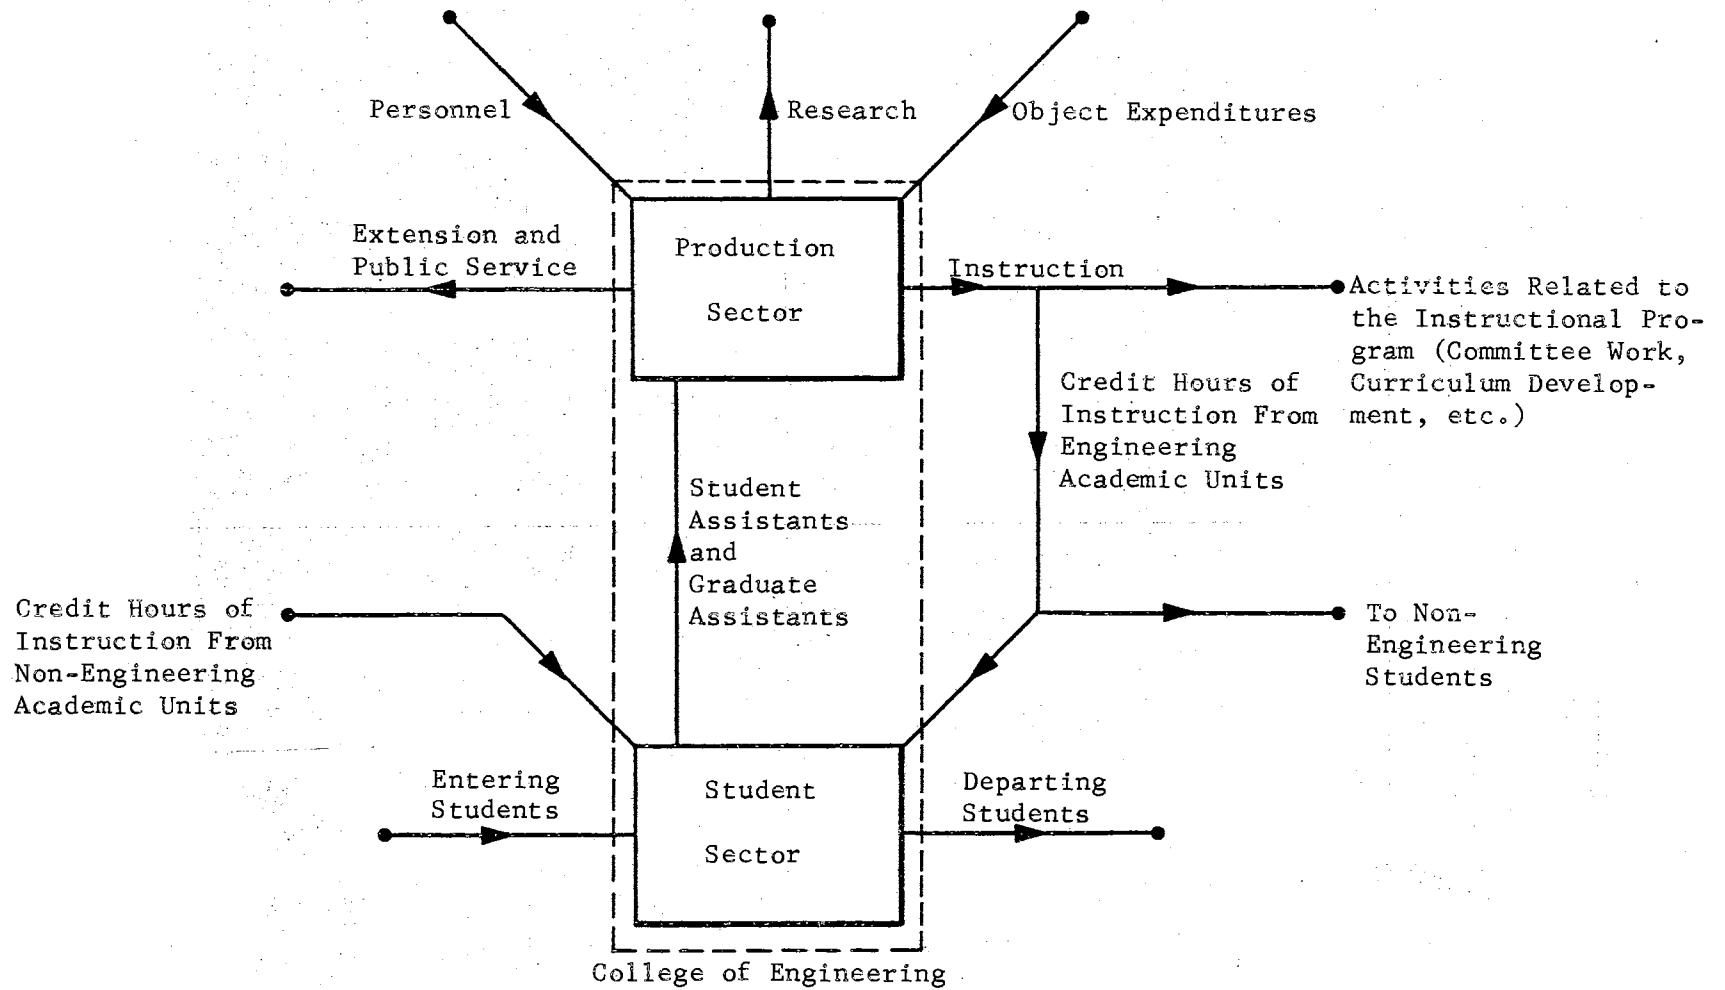 Personnel
Research
Object Expenditures
Extension and
Public Service
Production
Sector
Instruction
Activities Related to
the Instructional Pro-
gram (Committee Work,
Curriculum Develop-
ment, etc.)
Credit Hours of
Instruction From
Engineering
Academic Units
Student
Assistants
and
Graduate
Assistants
Credit Hours of
Instruction From
Non-Engineering
Academic Units
To Non-
Engineering
Students
Entering
Students
Student
Sector
Departing
Students
College of Engineering